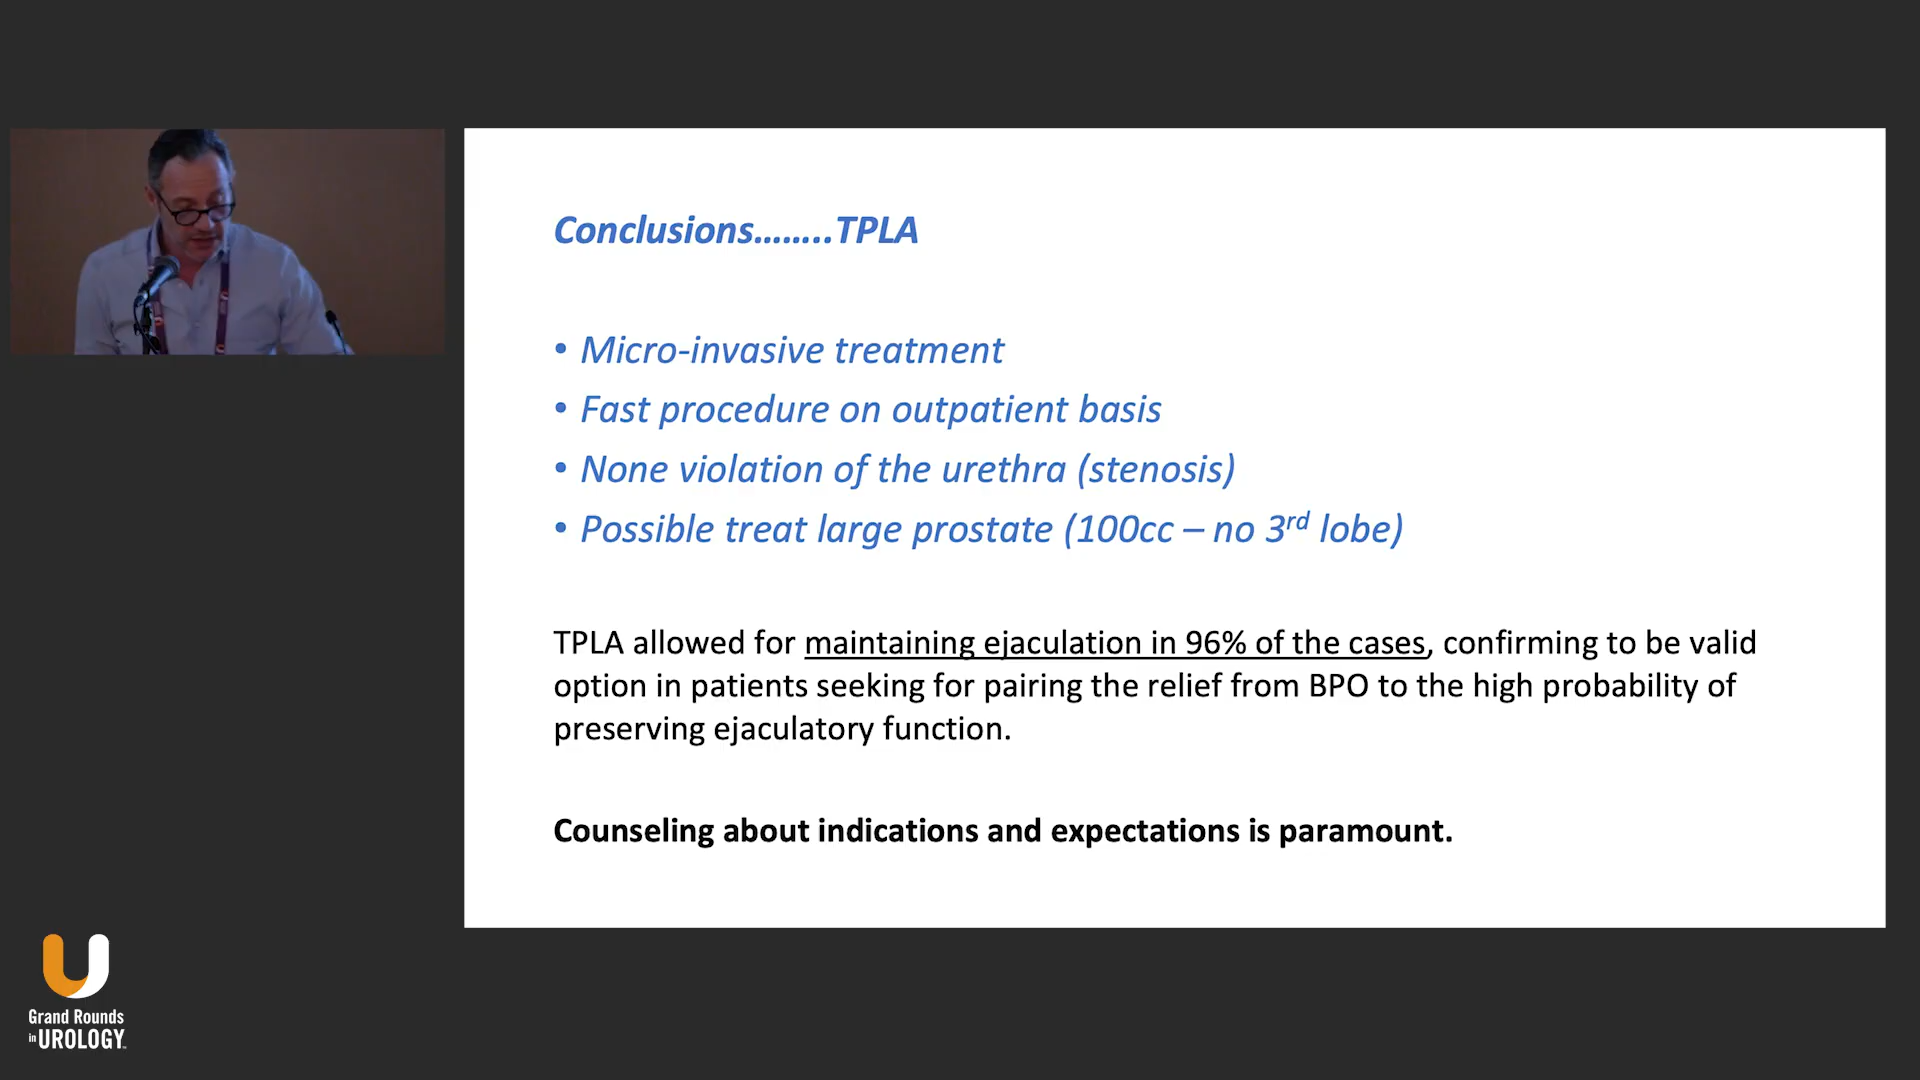 Conclusions........TPLA
• Micro-invasive treatment
• Fast procedure on outpatient basis
• None violation of the urethra (stenosis)
• Possible treat large prostate (100cc – no 3rd lobe)
TPLA allowed for maintaining ejaculation in 96% of the cases, confirming to be valid
option in patients seeking for pairing the relief from BPO to the high probability of
preserving ejaculatory function.
Counseling about indications and expectations is paramount.
Grand Rounds
in UROLOGY